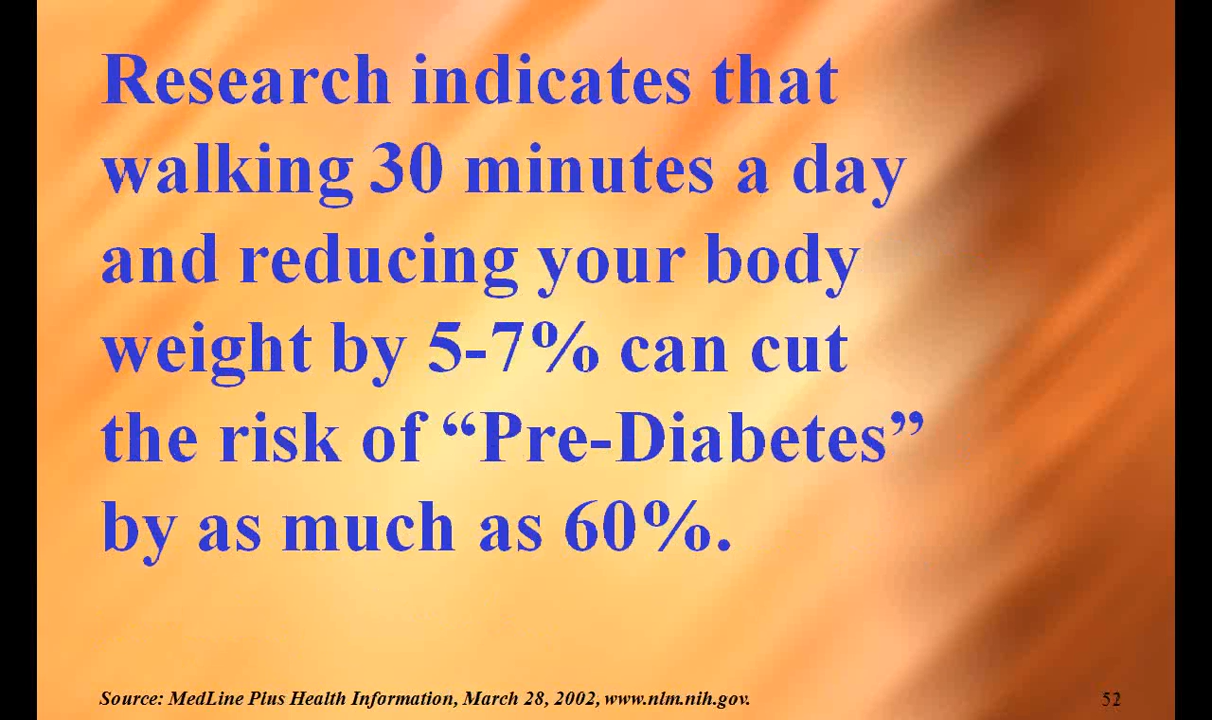 Research indicates that
walking 30 minutes a day
and reducing your body
weight by 5-7% can cut
the risk of “Pre-Diabetes”
by as much as 60%.
Source: MedLine Plus Health Information, March 28, 2002, www.nlm.nih.gov.
52